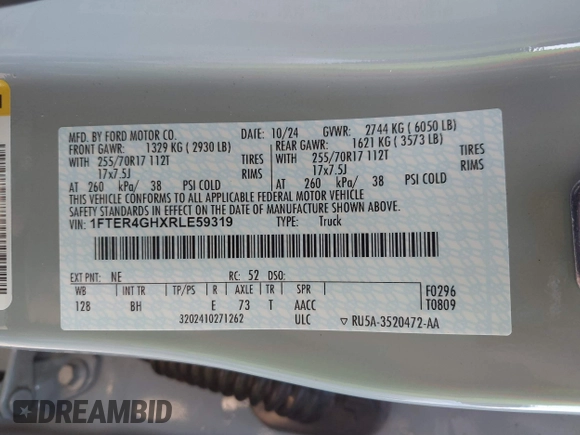 MFD. BY FORD MOTOR CO. 10/24 GVWR: 2744 KG ( 6050 LB)
FRONT GAWR: 1329 KG ( 2930 LB) REAR GAWR: 1621 KG ( 3573 LB)
WITH 255/70R17 112T TIRES WITH 255/70R17 112T TIRES
17x7.5J RIMS 17x7.5J RIMS
AT 260 kPa/ 38 PSI COLD AT 260 kPa/ 38 PSI COLD
THIS VEHICLE CONFORMS TO ALL APPLICABLE FEDERAL MOTOR VEHICLE
SAFETY STANDARDS IN EFFECT ON THE DATE OF MANUFACTURE SHOWN ABOVE.
VIN: 1FTER4GHXRLE59319 TYPE: Truck
EXT PNT: NE RC: 52 DSO: F0296
WB INT TR TP/PS R AXLE TR SPR T0809
128 BH E 73 T AACC
3202410271262 ULC ▽ RU5A-3520472-AA
DREAMBID